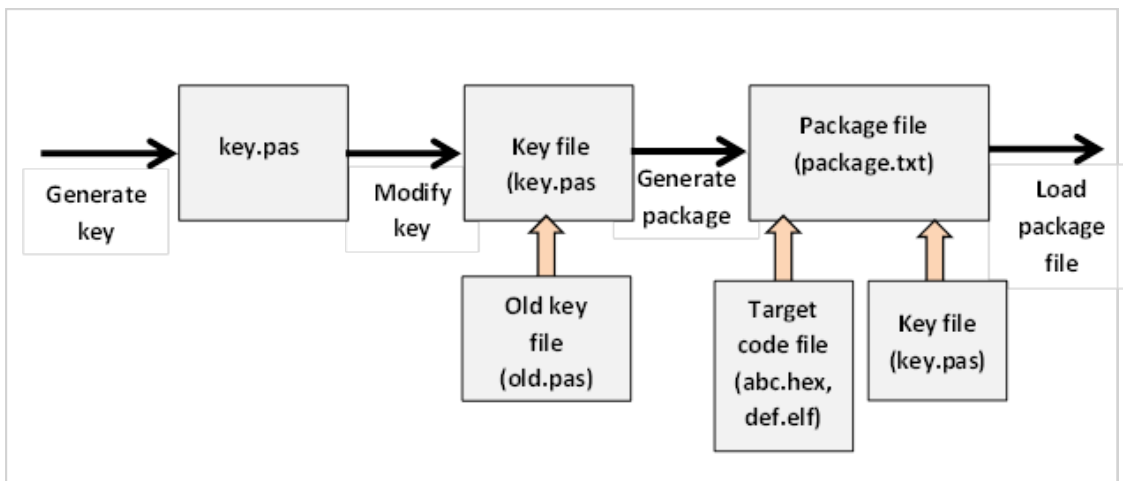 Generate
key
key.pas
Modify
key
Key file
(key.pas
Generate
package
Package file
(package.txt)
Load
package
file
Old key
file
(old.pas)
Target
code file
(abc.hex,
def.elf)
Key file
(key.pas)